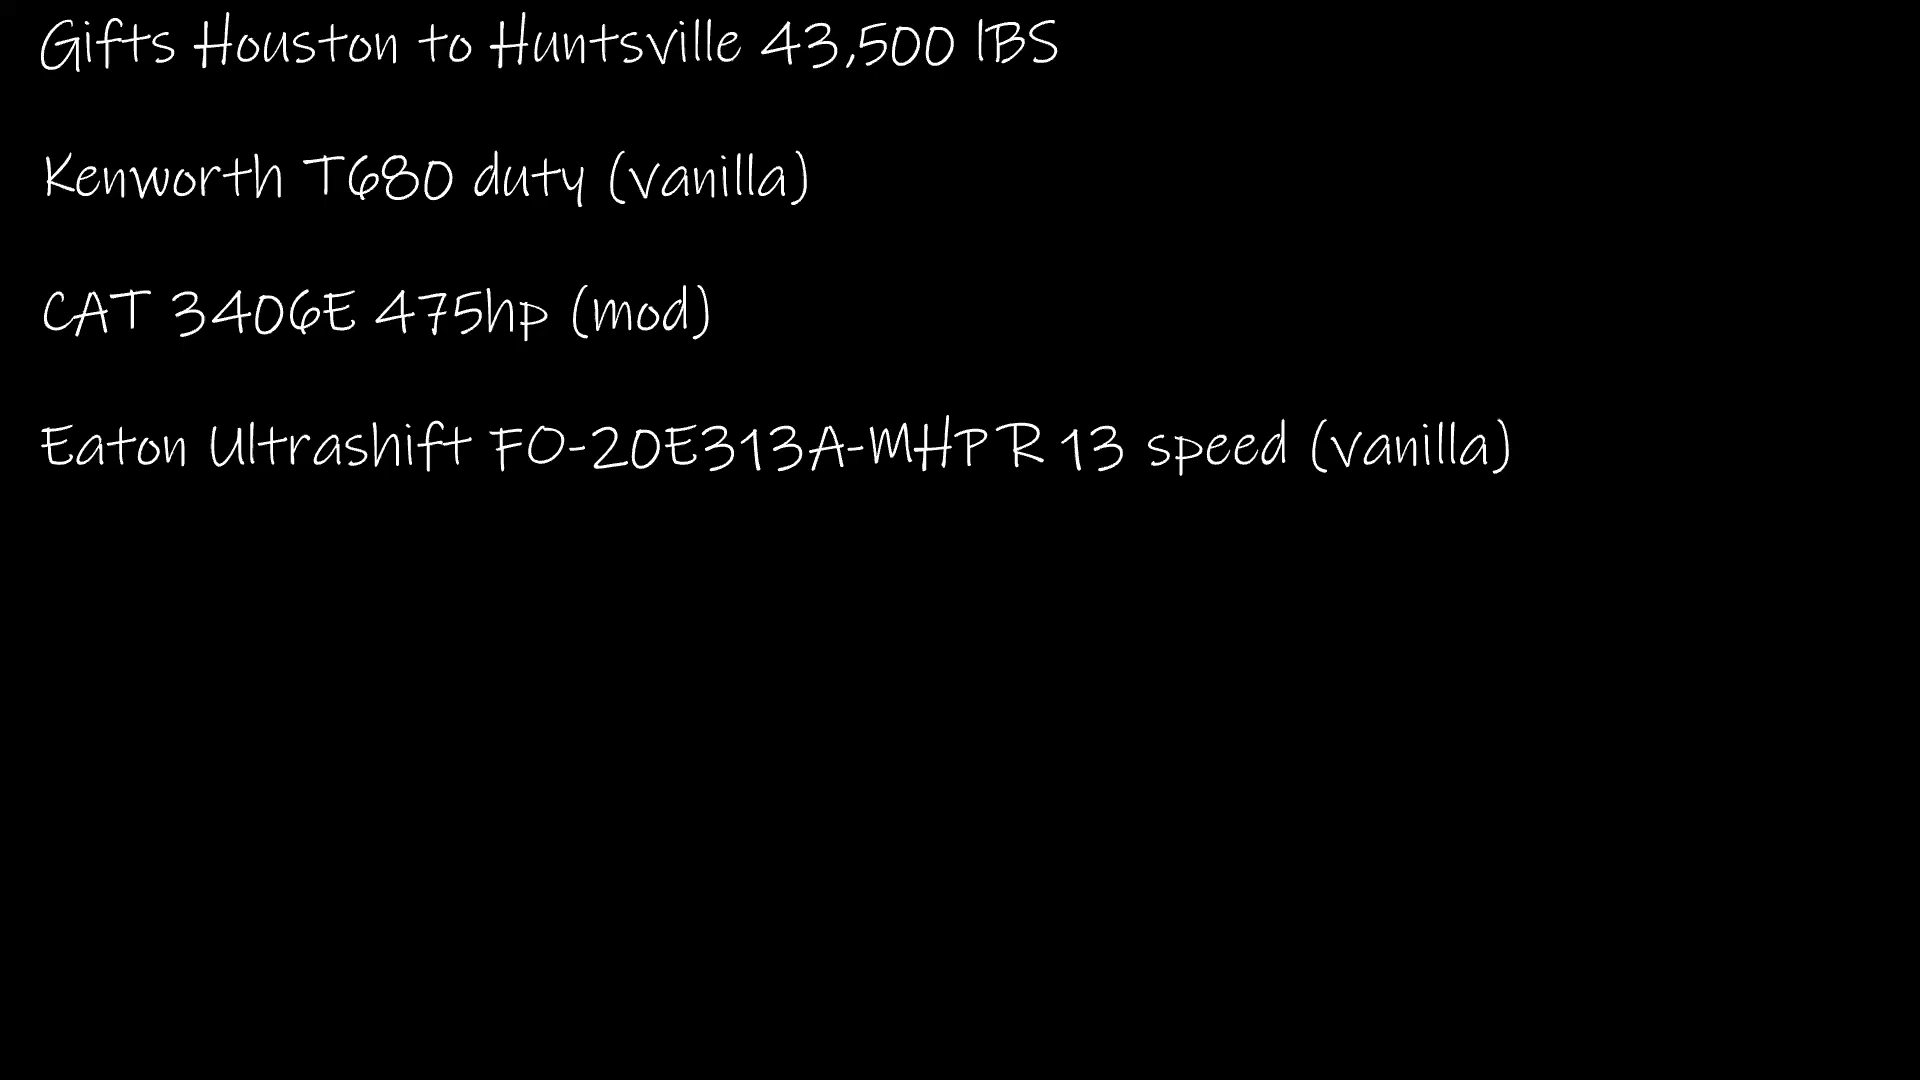 Gifts Houston to Huntsville 43,500 lBS
Kenworth T680 duty (vanilla)
CAT 3406E 475hp (mod)
Eaton Ultrashift FO-20E313A-MHP R 13 speed (vanilla)